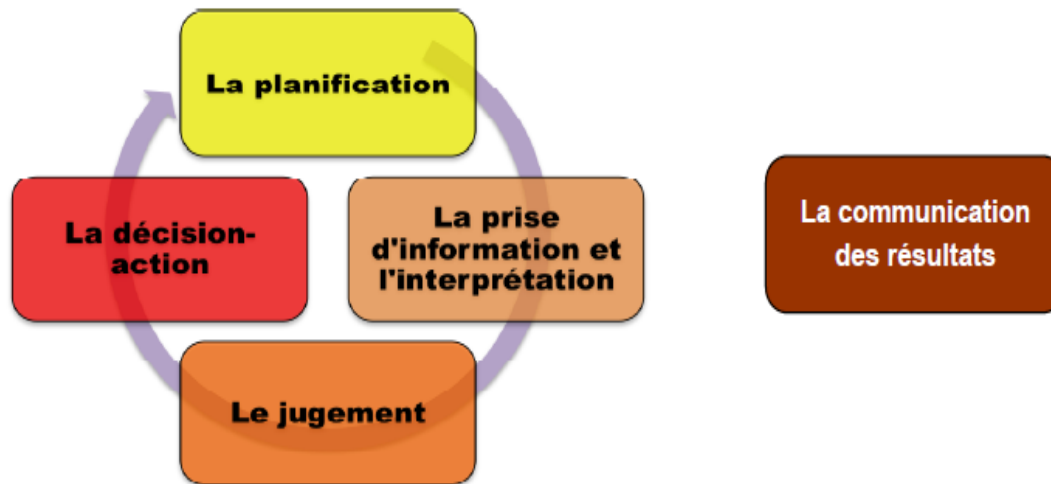 La planification
La décision-
action
La prise
d'information et
l'interprétation
Le jugement
La communication
des résultats